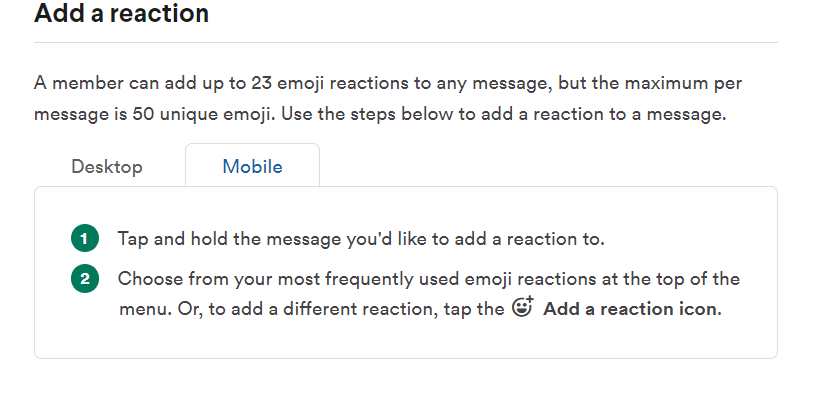 Add a reaction
A member can add up to 23 emoji reactions to any message, but the maximum per
message is 50 unique emoji. Use the steps below to add a reaction to a message.
Desktop
Mobile
1 Tap and hold the message you'd like to add a reaction to.
2 Choose from your most frequently used emoji reactions at the top of the
menu. Or, to add a different reaction, tap the Add a reaction icon.